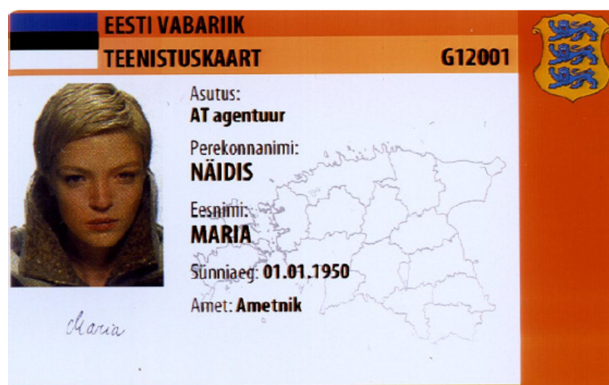 EESTI VABARIIK
TEENISTUSKAART G12001
Asutus:
AT agentuur
Perekonnanimi:
NÄIDIS
Eesnimi:
MARIA
Sünniaeg: 01.01.1950
Amet: Ametnik
Maria